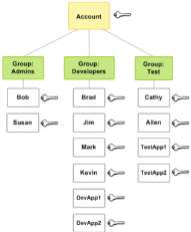 Account
Group:
Admins
Group:
Developers
Group:
Test
Bob
Brad
Cathy
Susan
Jim
Allen
Mark
TestApp1
Kevin
TestApp2
DevApp1
DevApp2